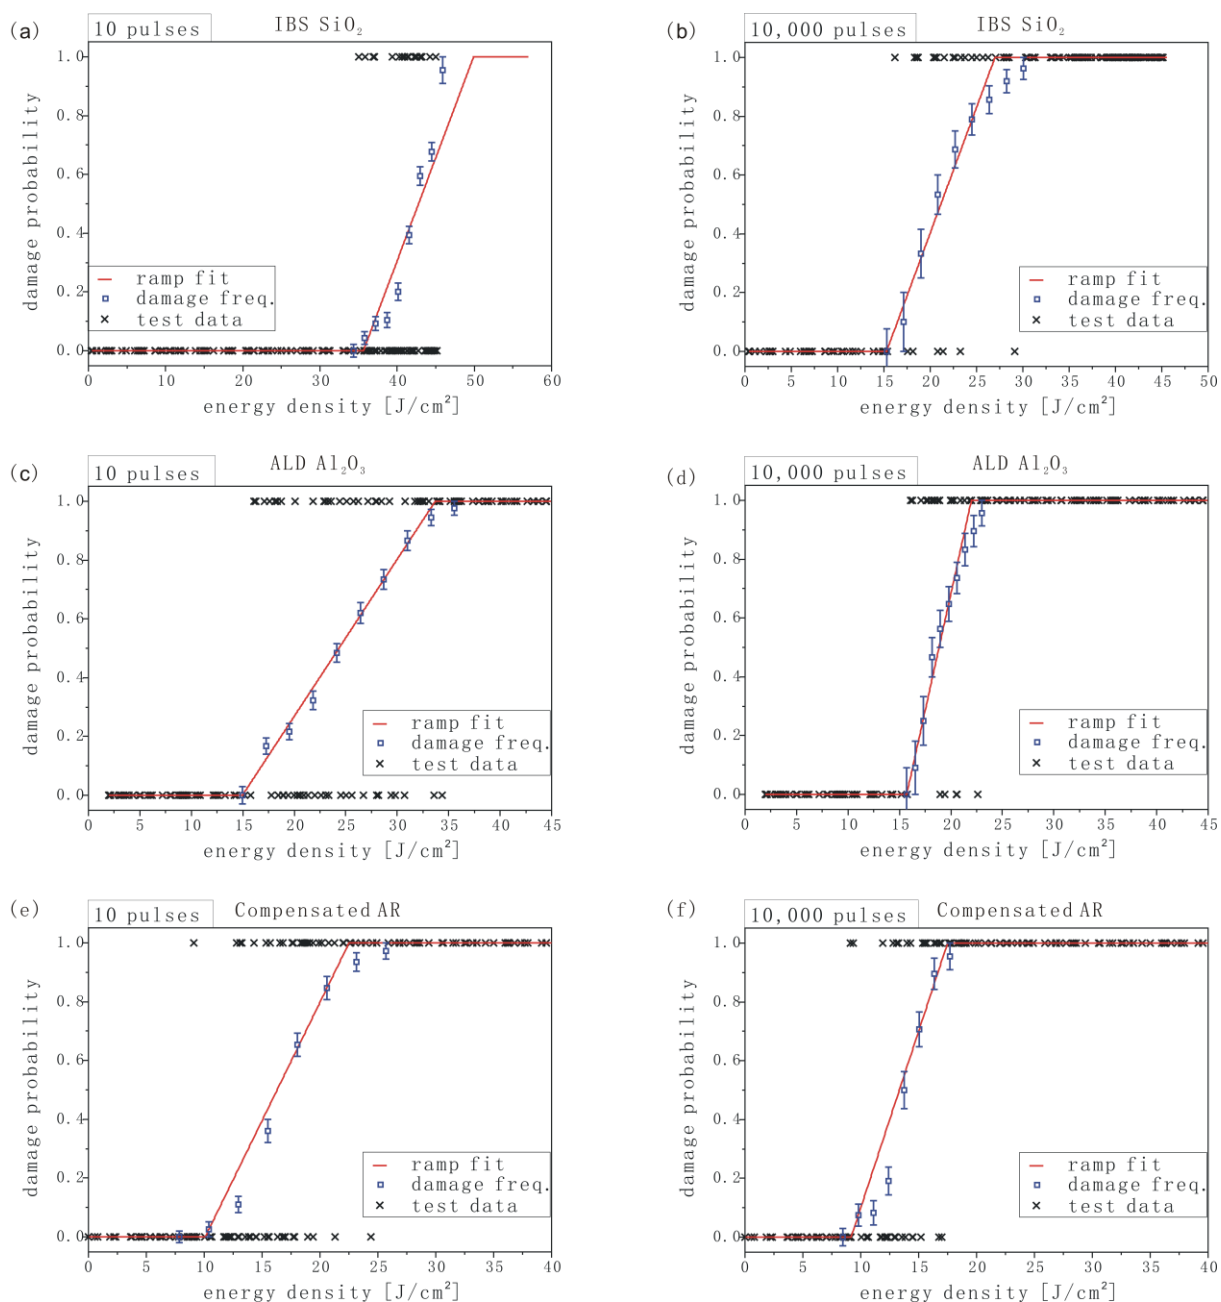 (a)
10 pulses
IBS SiO₂
1.0
0.8
0.6
0.4
0.2
0.0
damage probability
ramp fit
damage freq.
test data
0 10 20 30 40 50 60
energy density [J/cm²]
(b)
10,000 pulses
IBS SiO₂
1.0
0.8
0.6
0.4
0.2
0.0
damage probability
ramp fit
damage freq.
test data
0 5 10 15 20 25 30 35 40 45 50
energy density [J/cm²]
(c)
10 pulses
ALD Al₂O₃
1.0
0.8
0.6
0.4
0.2
0.0
damage probability
ramp fit
damage freq.
test data
0 5 10 15 20 25 30 35 40 45
energy density [J/cm²]
(d)
10,000 pulses
ALD Al₂O₃
1.0
0.8
0.6
0.4
0.2
0.0
damage probability
ramp fit
damage freq.
test data
0 5 10 15 20 25 30 35 40 45
energy density [J/cm²]
(e)
10 pulses
Compensated AR
1.0
0.8
0.6
0.4
0.2
0.0
damage probability
ramp fit
damage freq.
test data
0 5 10 15 20 25 30 35 40
energy density [J/cm²]
(f)
10,000 pulses
Compensated AR
1.0
0.8
0.6
0.4
0.2
0.0
damage probability
ramp fit
damage freq.
test data
0 5 10 15 20 25 30 35 40
energy density [J/cm²]